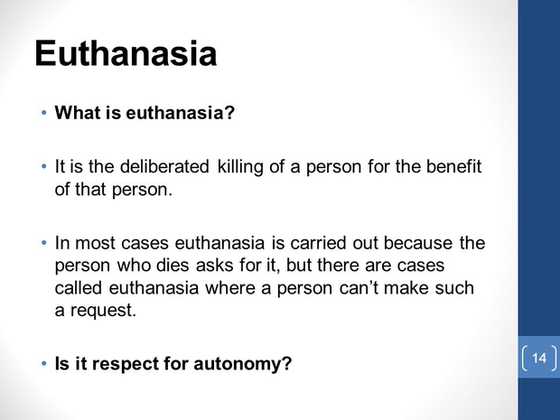 Euthanasia
• What is euthanasia?
• It is the deliberated killing of a person for the benefit
of that person.
• In most cases euthanasia is carried out because the
person who dies asks for it, but there are cases
called euthanasia where a person can’t make such
a request.
• Is it respect for autonomy?
14